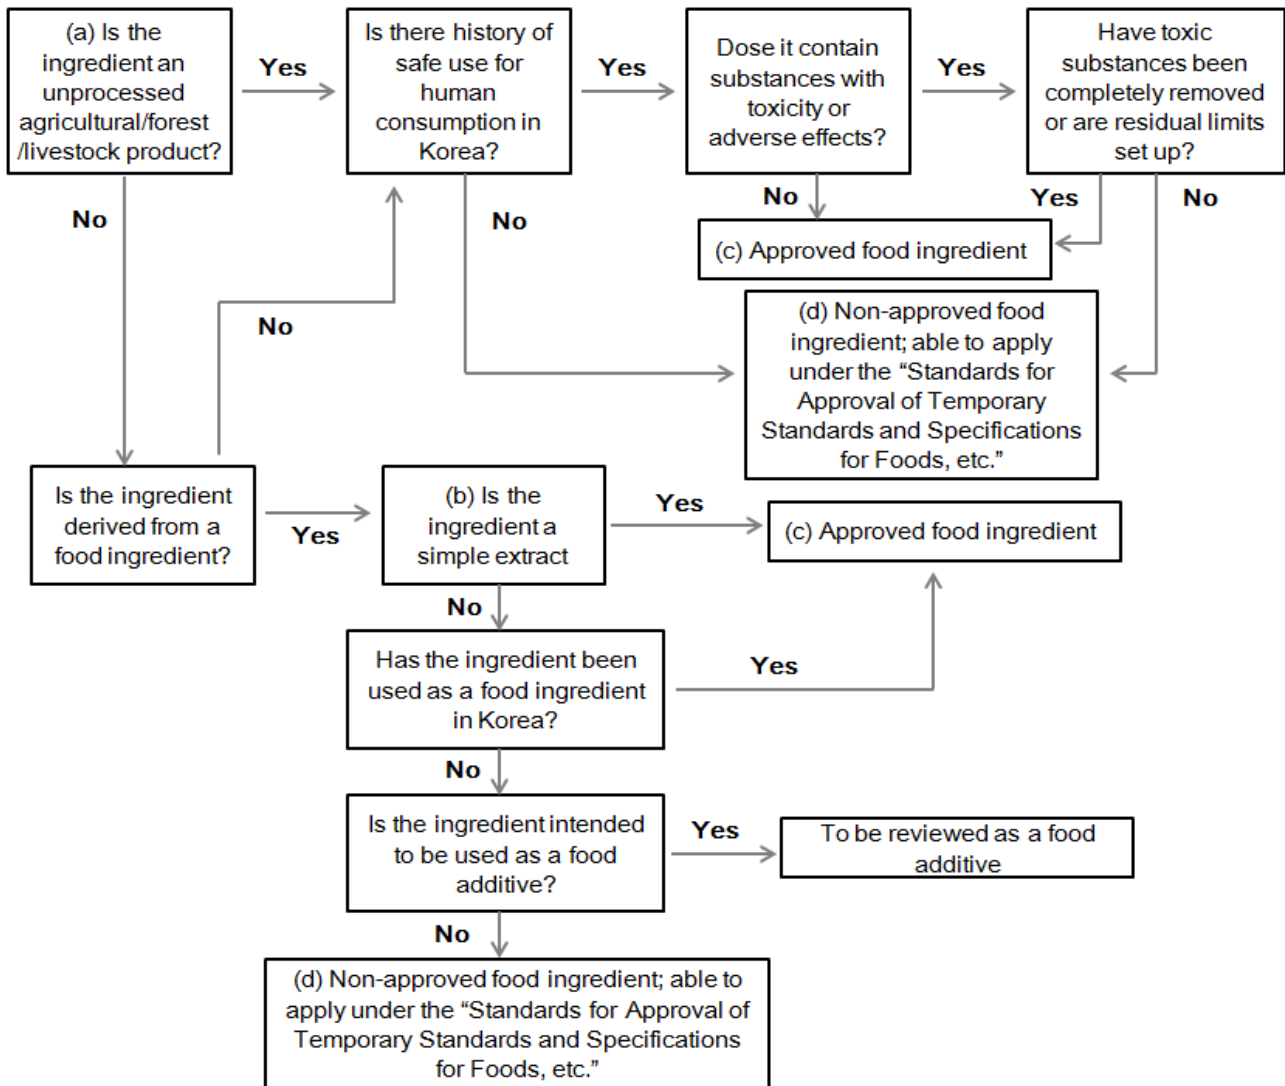 (a) Is the
ingredient an
unprocessed
agricultural/forest
/livestock product?
Yes
Is there history of
safe use for
human
consumption in
Korea?
Yes
Dose it contain
substances with
toxicity or
adverse effects?
Yes
Have toxic
substances been
completely removed
or are residual limits
set up?
No
No
No
Yes
No
(c) Approved food ingredient
No
(d) Non-approved food
ingredient; able to apply
under the “Standards for
Approval of Temporary
Standards and Specifications
for Foods, etc.”
Is the ingredient
derived from a
food ingredient?
Yes
(b) Is the
ingredient a
simple extract
Yes
(c) Approved food ingredient
No
Has the ingredient been
used as a food ingredient
in Korea?
Yes
No
Is the ingredient intended
to be used as a food
additive?
Yes
To be reviewed as a food
additive
No
(d) Non-approved food ingredient; able to
apply under the “Standards for Approval of
Temporary Standards and Specifications
for Foods, etc.”